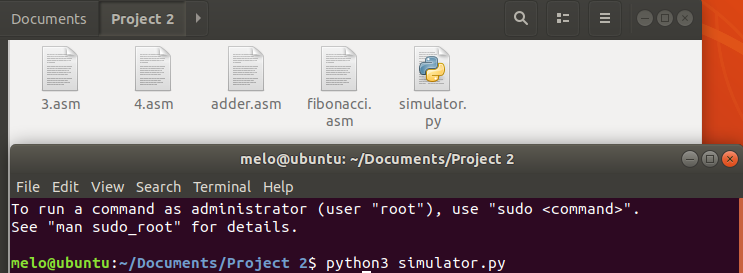 Documents
Project 2
3.asm
4.asm
adder.asm
fibonacci.
asm
simulator.
py
melo@ubuntu: ~/Documents/Project 2
File Edit View Search Terminal Help
To run a command as administrator (user "root"), use "sudo <command>".
See "man sudo_root" for details.
melo@ubuntu:~/Documents/Project 2$ python3 simulator.py